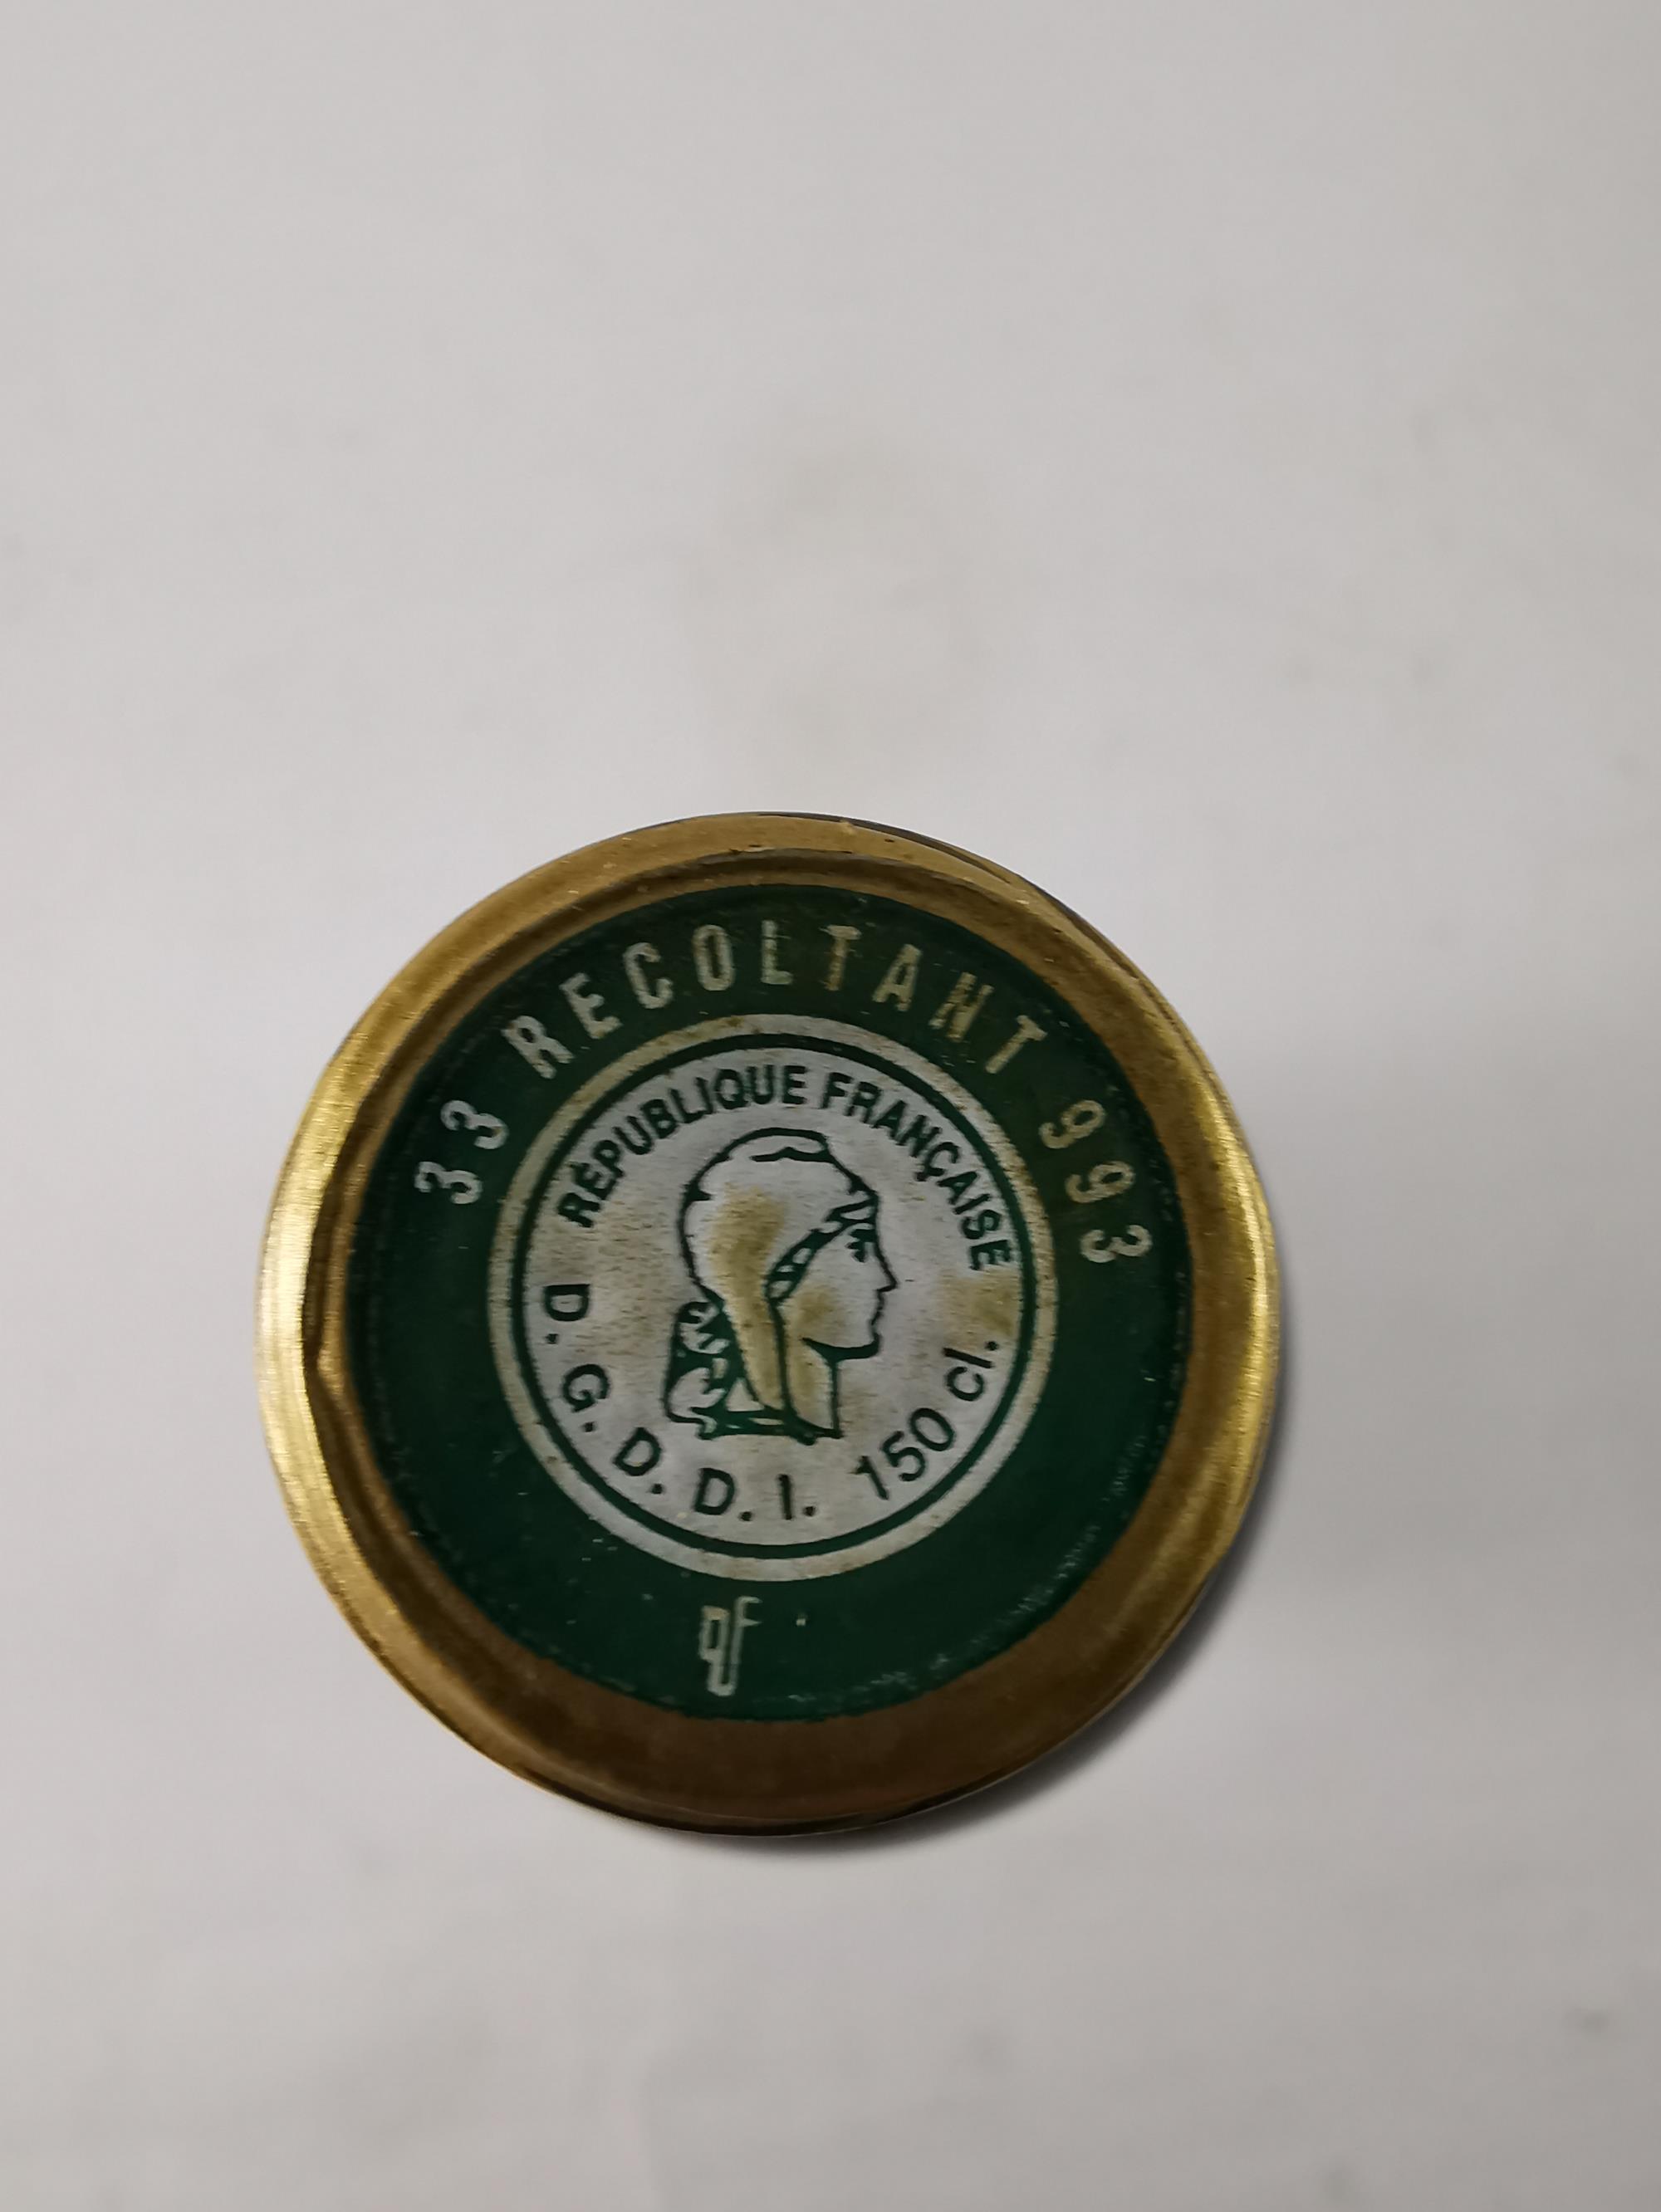 33 RECOLTANT 993
RÉPUBLIQUE FRANÇAISE
D. G. D. D. I. 150 cl.